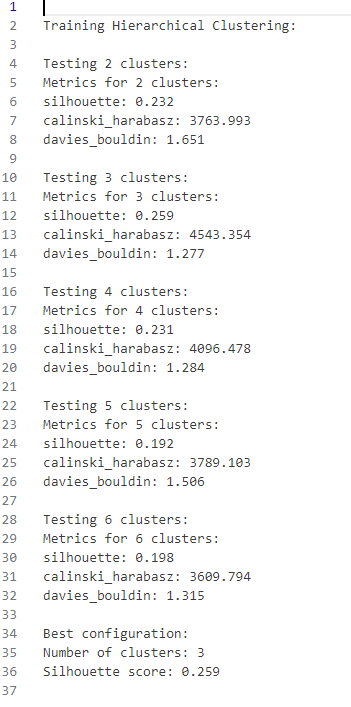 1
2 Training Hierarchical Clustering:
3
4 Testing 2 clusters:
5 Metrics for 2 clusters:
6 silhouette: 0.232
7 calinski_harabasz: 3763.993
8 davies_bouldin: 1.651
9
10 Testing 3 clusters:
11 Metrics for 3 clusters:
12 silhouette: 0.259
13 calinski_harabasz: 4543.354
14 davies_bouldin: 1.277
15
16 Testing 4 clusters:
17 Metrics for 4 clusters:
18 silhouette: 0.231
19 calinski_harabasz: 4096.478
20 davies_bouldin: 1.284
21
22 Testing 5 clusters:
23 Metrics for 5 clusters:
24 silhouette: 0.192
25 calinski_harabasz: 3789.103
26 davies_bouldin: 1.506
27
28 Testing 6 clusters:
29 Metrics for 6 clusters:
30 silhouette: 0.198
31 calinski_harabasz: 3609.794
32 davies_bouldin: 1.315
33
34 Best configuration:
35 Number of clusters: 3
36 Silhouette score: 0.259
37